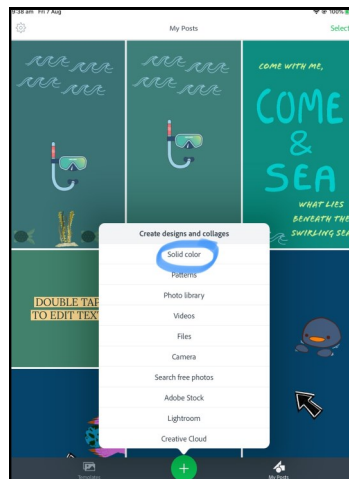 9:38 am Fri 7 Aug
100%
My Posts
Select
COME WITH ME,
COME
&
SEA
WHAT LIES
BENEATH THE
SWIRLING SEA
Create designs and collages
Solid color
Patterns
Photo library
Videos
Files
Camera
Search free photos
Adobe Stock
Lightroom
Creative Cloud
DOUBLE TAP
TO EDIT TEXT
Templates
+
My Posts